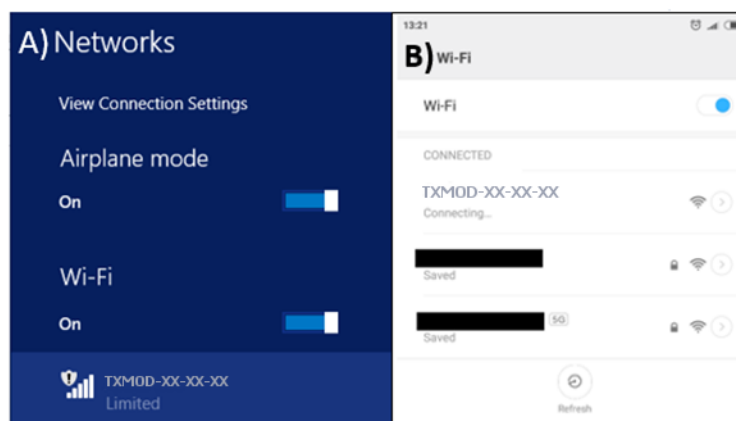 A) Networks
View Connection Settings
Airplane mode
On
Wi-Fi
On
TXMOD-XX-XX-XX
Limited
13:21
B) Wi-Fi
Wi-Fi
CONNECTED
TXMOD-XX-XX-XX
Connecting...
Saved
5G
Saved
Refresh